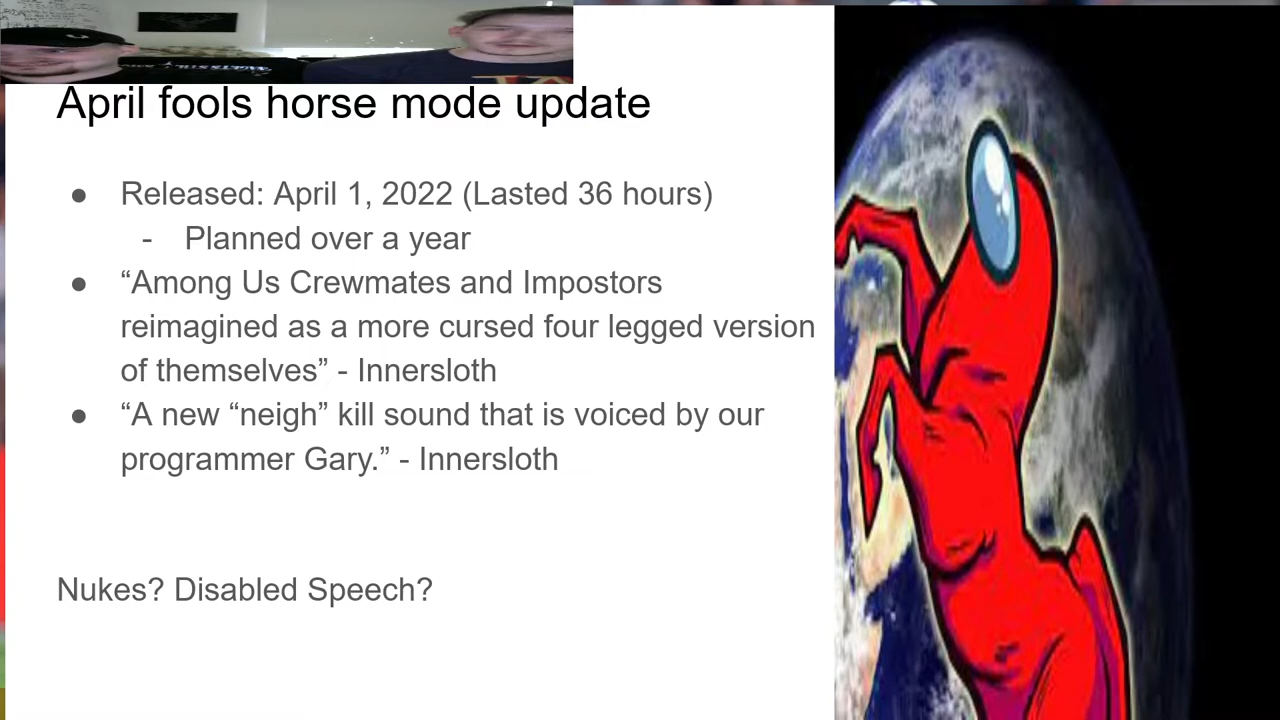 April fools horse mode update
● Released: April 1, 2022 (Lasted 36 hours)
- Planned over a year
● “Among Us Crewmates and Impostors
reimagined as a more cursed four legged version
of themselves” - Innersloth
● “A new “neigh” kill sound that is voiced by our
programmer Gary.” - Innersloth
Nukes? Disabled Speech?